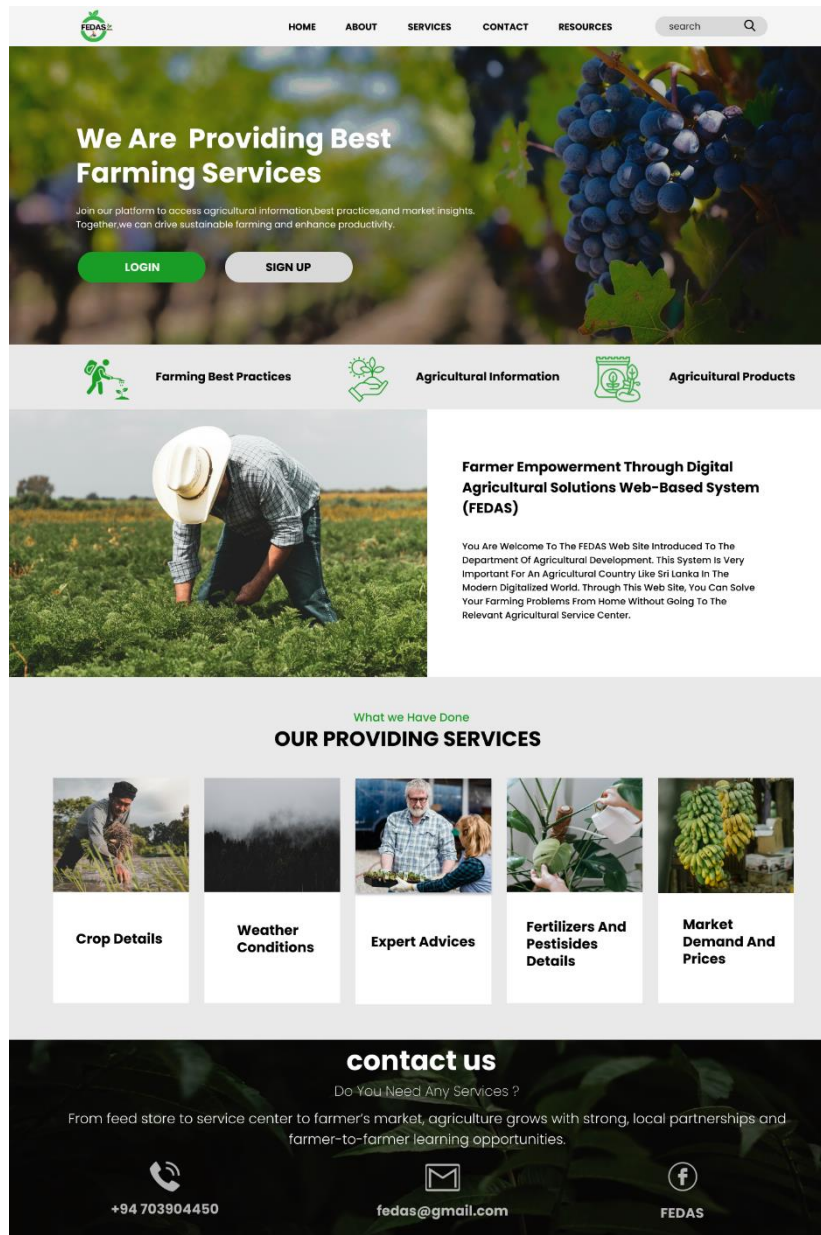 FEDAS
HOME ABOUT SERVICES CONTACT RESOURCES search
We Are Providing Best
Farming Services
Join our platform to access agricultural information,best practices,and market insights.
Together,we can drive sustainable farming and enhance productivity.
LOGIN SIGN UP
Farming Best Practices Agricultural Information Agricuitural Products
Farmer Empowerment Through Digital
Agricultural Solutions Web-Based System
(FEDAS)
You Are Welcome To The FEDAS Web Site Introduced To The
Department Of Agricultural Development. This System Is Very
Important For An Agricultural Country Like Sri Lanka In The
Modern Digitalized World. Through This Web Site, You Can Solve
Your Farming Problems From Home Without Going To The
Relevant Agricultural Service Center.
What we Have Done
OUR PROVIDING SERVICES
Crop Details
Weather
Conditions
Expert Advices
Fertilizers And
Pestisides
Details
Market
Demand And
Prices
contact us
Do You Need Any Services ?
From feed store to service center to farmer's market, agriculture grows with strong, local partnerships and
farmer-to-farmer learning opportunities.
+94 703904450 fedas@gmail.com FEDAS